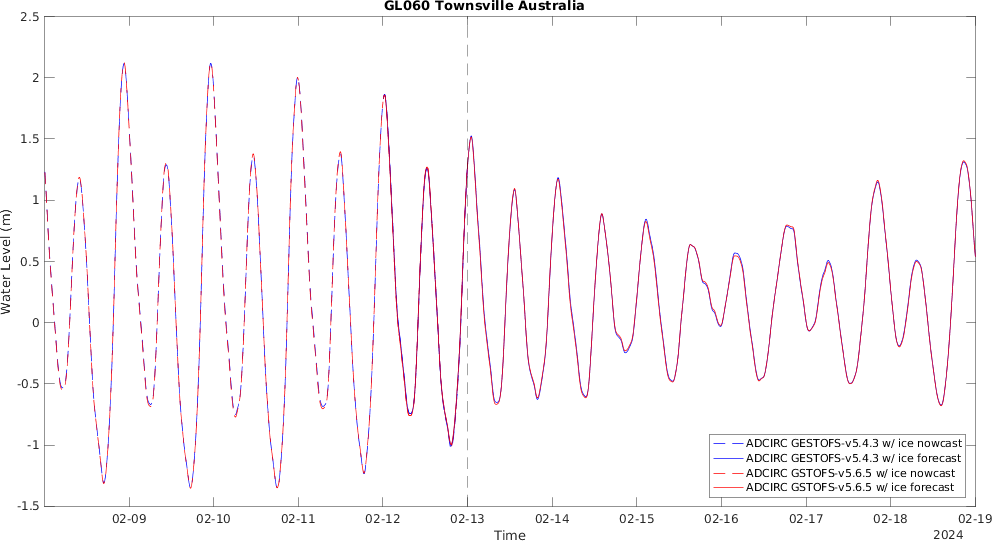 GL060 Townsville Australia
2.5
2
1.5
1
0.5
0
-0.5
-1
-1.5
Water Level (m)
ADCIRC GESTOFS-v5.4.3 w/ ice nowcast
ADCIRC GESTOFS-v5.4.3 w/ ice forecast
ADCIRC GSTOFS-v5.6.5 w/ ice nowcast
ADCIRC GSTOFS-v5.6.5 w/ ice forecast
02-09 02-10 02-11 02-12 02-13 02-14 02-15 02-16 02-17 02-18 02-19
Time
2024